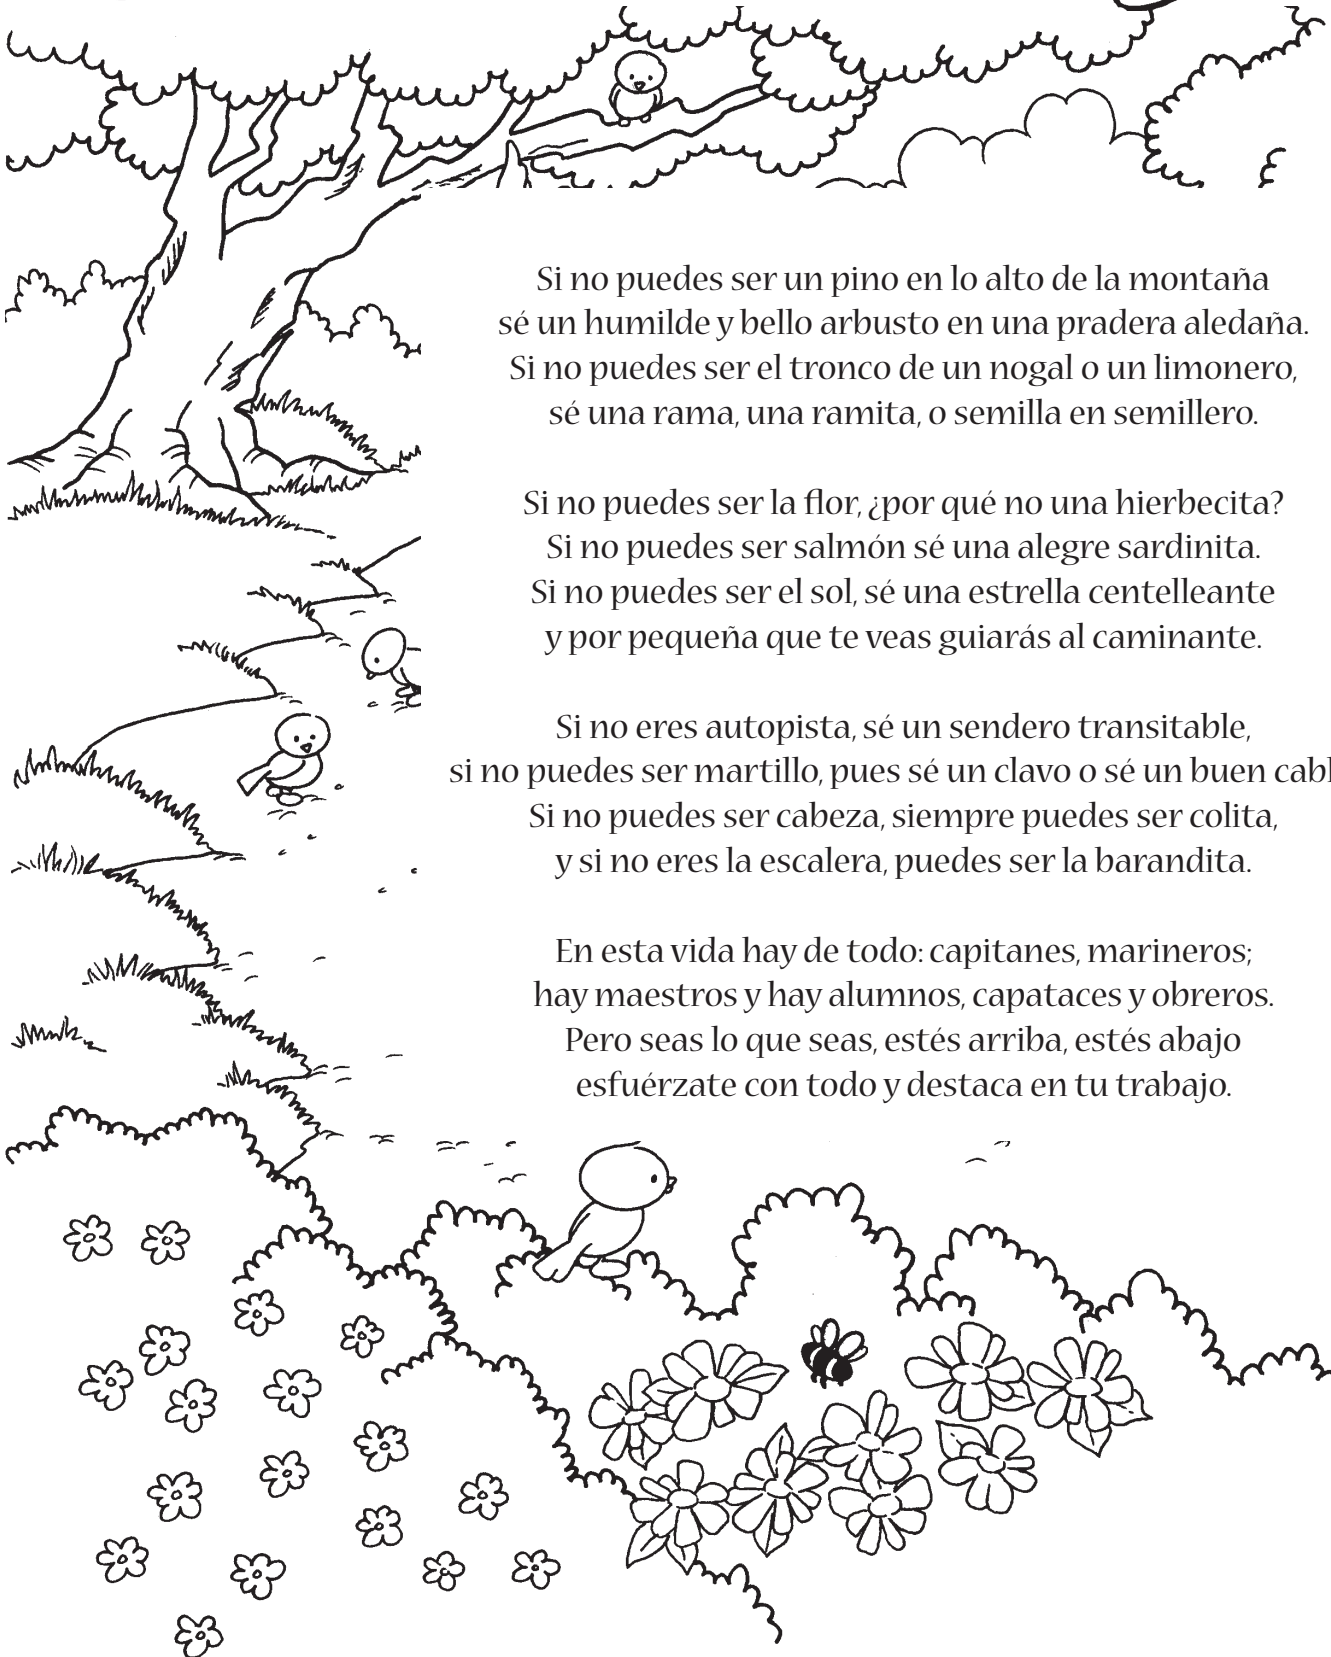 Si no puedes ser un pino en lo alto de la montaña
sé un humilde y bello arbusto en una pradera aledaña.
Si no puedes ser el tronco de un nogal o un limonero,
sé una rama, una ramita, o semilla en semillero.
Si no puedes ser la flor, ¿por qué no una hierbecita?
Si no puedes ser salmón sé una alegre sardinita.
Si no puedes ser el sol, sé una estrella centelleante
y por pequeña que te veas guiarás al caminante.
Si no eres autopista, sé un sendero transitable,
si no puedes ser martillo, pues sé un clavo o sé un buen cabl
Si no puedes ser cabeza, siempre puedes ser colita,
y si no eres la escalera, puedes ser la barandita.
En esta vida hay de todo: capitanes, marineros;
hay maestros y hay alumnos, capataces y obreros.
Pero seas lo que seas, estés arriba, estés abajo
esfuérzate con todo y destaca en tu trabajo.